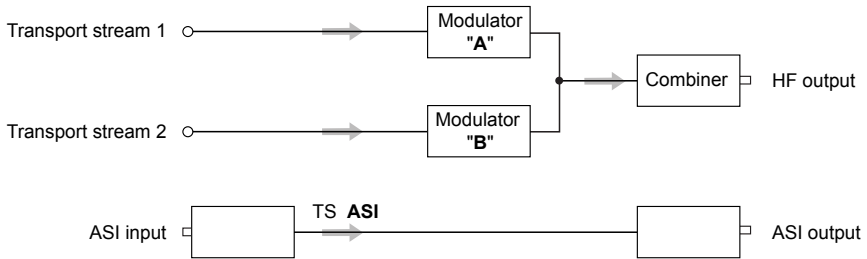 Transport stream 1
Modulator
"A"
Combiner
HF output
Transport stream 2
Modulator
"B"
TS ASI
ASI input
ASI output